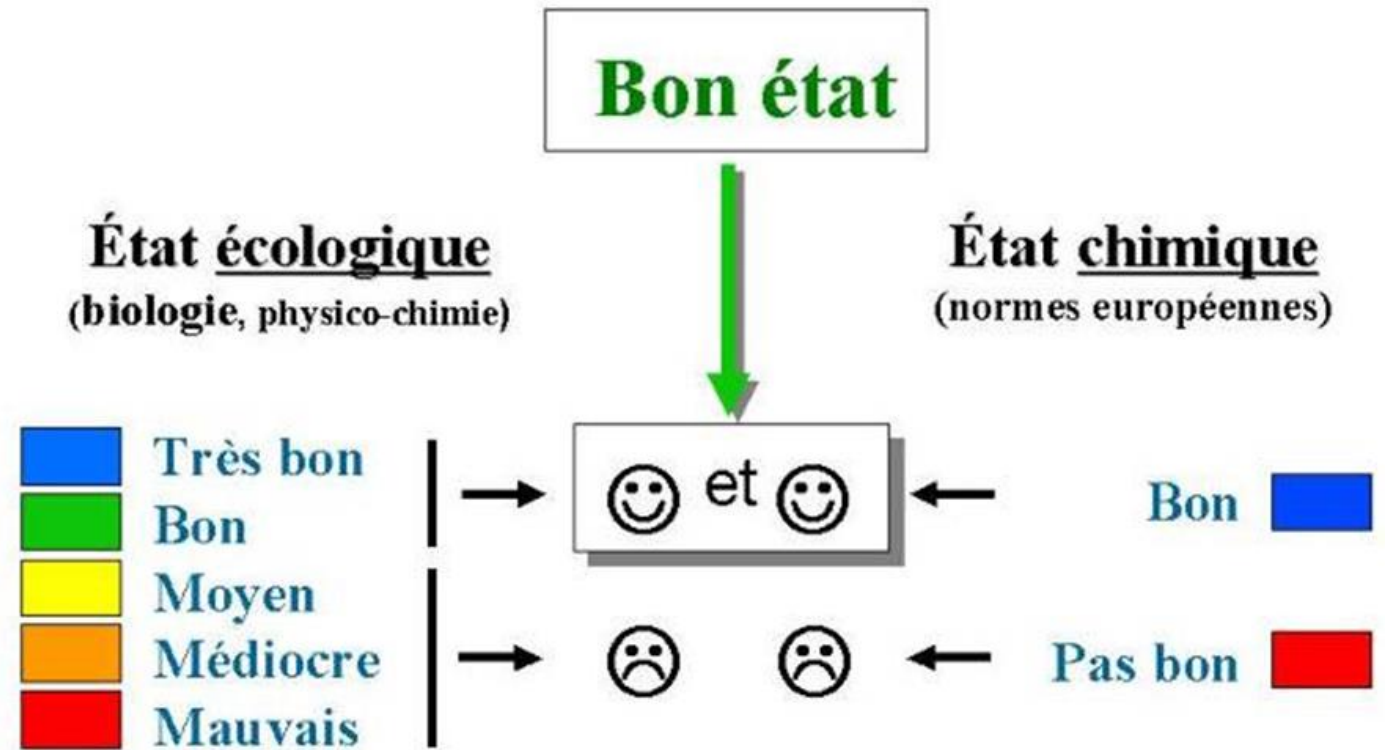 Bon état
État écologique
(biologie, physico-chimie)
État chimique
(normes européennes)
Très bon
Bon
Moyen
Médiocre
Mauvais
et
Bon
Pas bon